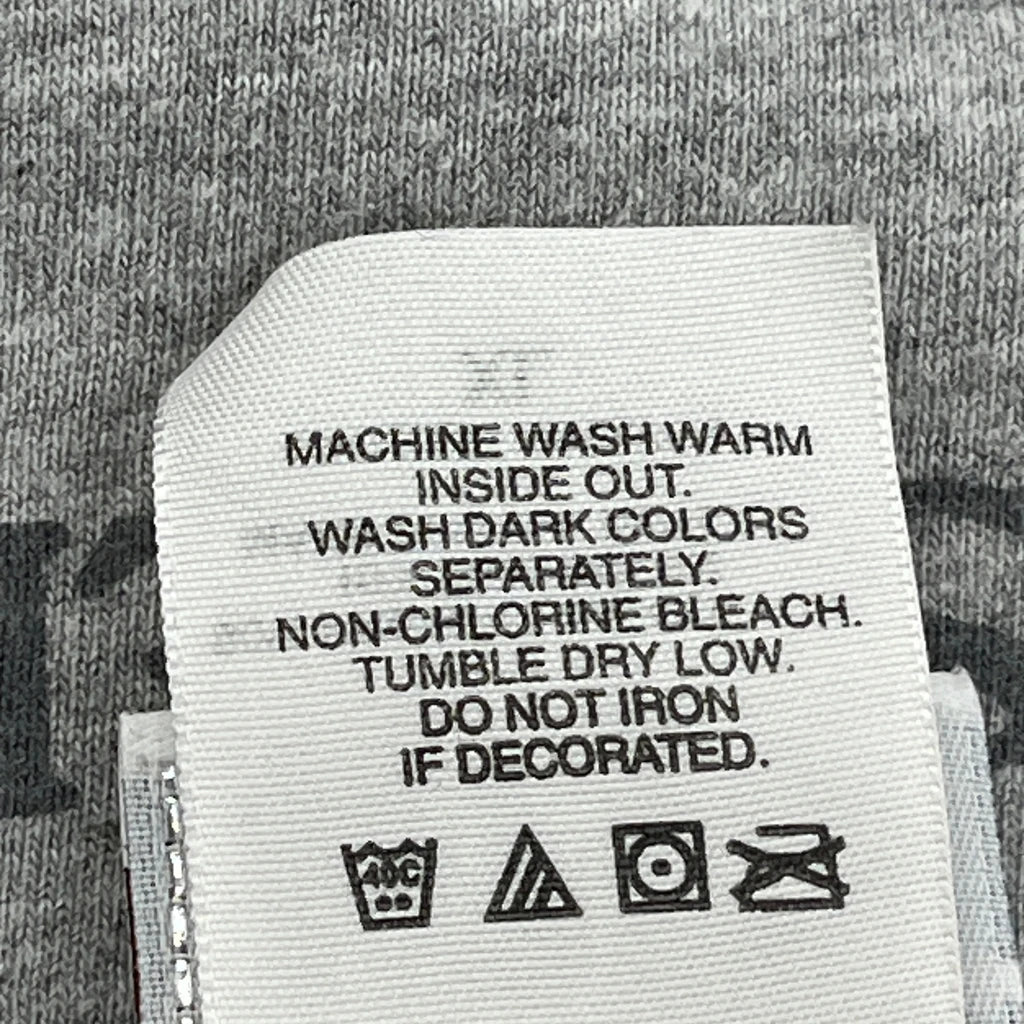 MACHINE WASH WARM
INSIDE OUT.
WASH DARK COLORS
SEPARATELY.
NON-CHLORINE BLEACH.
TUMBLE DRY LOW.
DO NOT IRON
IF DECORATED.
40C